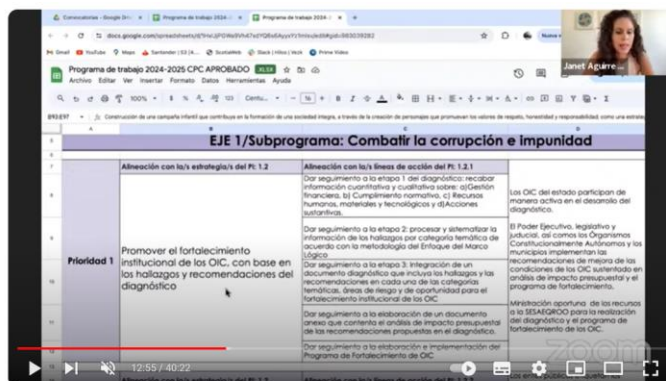 Convocatorias - Google Dri
Programa de trabajo 2024-2
Programa de trabajo 2024-2
docs.google.com/spreadsheets/d/
Gmail
YouTube
Maps
Santander
ScotiaWeb
Slack | Hitos | Vezik
Prime Video
Janet Aguirre
Programa de trabajo 2024-2025 CPC APROBADO
.XLSX
Archivo Editar Ver Insertar Formato Datos Herramientas Ayuda
100%
Centu...
16
Construcción de una campaña infantil que contribuya en la formación de una sociedad íntegra, a través de la creación de personajes que promuevan los valores de respeto, honestidad y responsabilidad, como una
A
B
C
D
EJE 1/Subprograma: Combatir la corrupción e impunidad
Alineación con la/s estrategia/s del PI: 1.2
Alineación con la/s líneas de acción del PI: 1.2.1
Prioridad 1
Promover el fortalecimiento
institucional de los OIC, con base en
los hallazgos y recomendaciones del
diagnóstico
Dar seguimiento a la etapa 1 del diagnóstico: recabar
información cuantitativa y cualitativa sobre: a)Gestión
financiera, b) Cumplimiento normativo, c) Recursos
humanos, materiales y tecnológicos y d)Acciones
sustantivas.
Dar seguimiento a la etapa 2: procesar y sistematizar la
información de los hallazgos por categoría temática de
acuerdo con la metodología del Enfoque del Marco
Lógico
Dar seguimiento a la etapa 3: Integración de un
documento diagnóstico que incluya los hallazgos y las
recomendaciones en cada una de las categorías
temáticas, áreas de riesgo y de oportunidad para el
fortalecimiento institucional de los OIC
Dar seguimiento a la elaboración de un documento
anexo que contenta el análisis de impacto presupuestal
de las recomendaciones propuestas
Dar seguimiento a la elaboración e implementación del
Programa de Fortalecimiento de OIC
Los OIC del estado participan de
manera activa en el desarrollo del
diagnóstico.
El Poder Ejecutivo, legislativo y
juducial, así comos los Órganismos
Constitucionalmente Autónomos y los
municipios implementan las
recomendaciones de mejora de las
condiciones de los OIC sustentado en
análisis de impacto presupuestal y el
programa de fortalecimiento.
Ministración oportuna de los recursos
a la SESAEQROO para la realización
del diagnóstico y el programa de
fortalecimiento de los OIC.
zoom
12:55 / 40:22